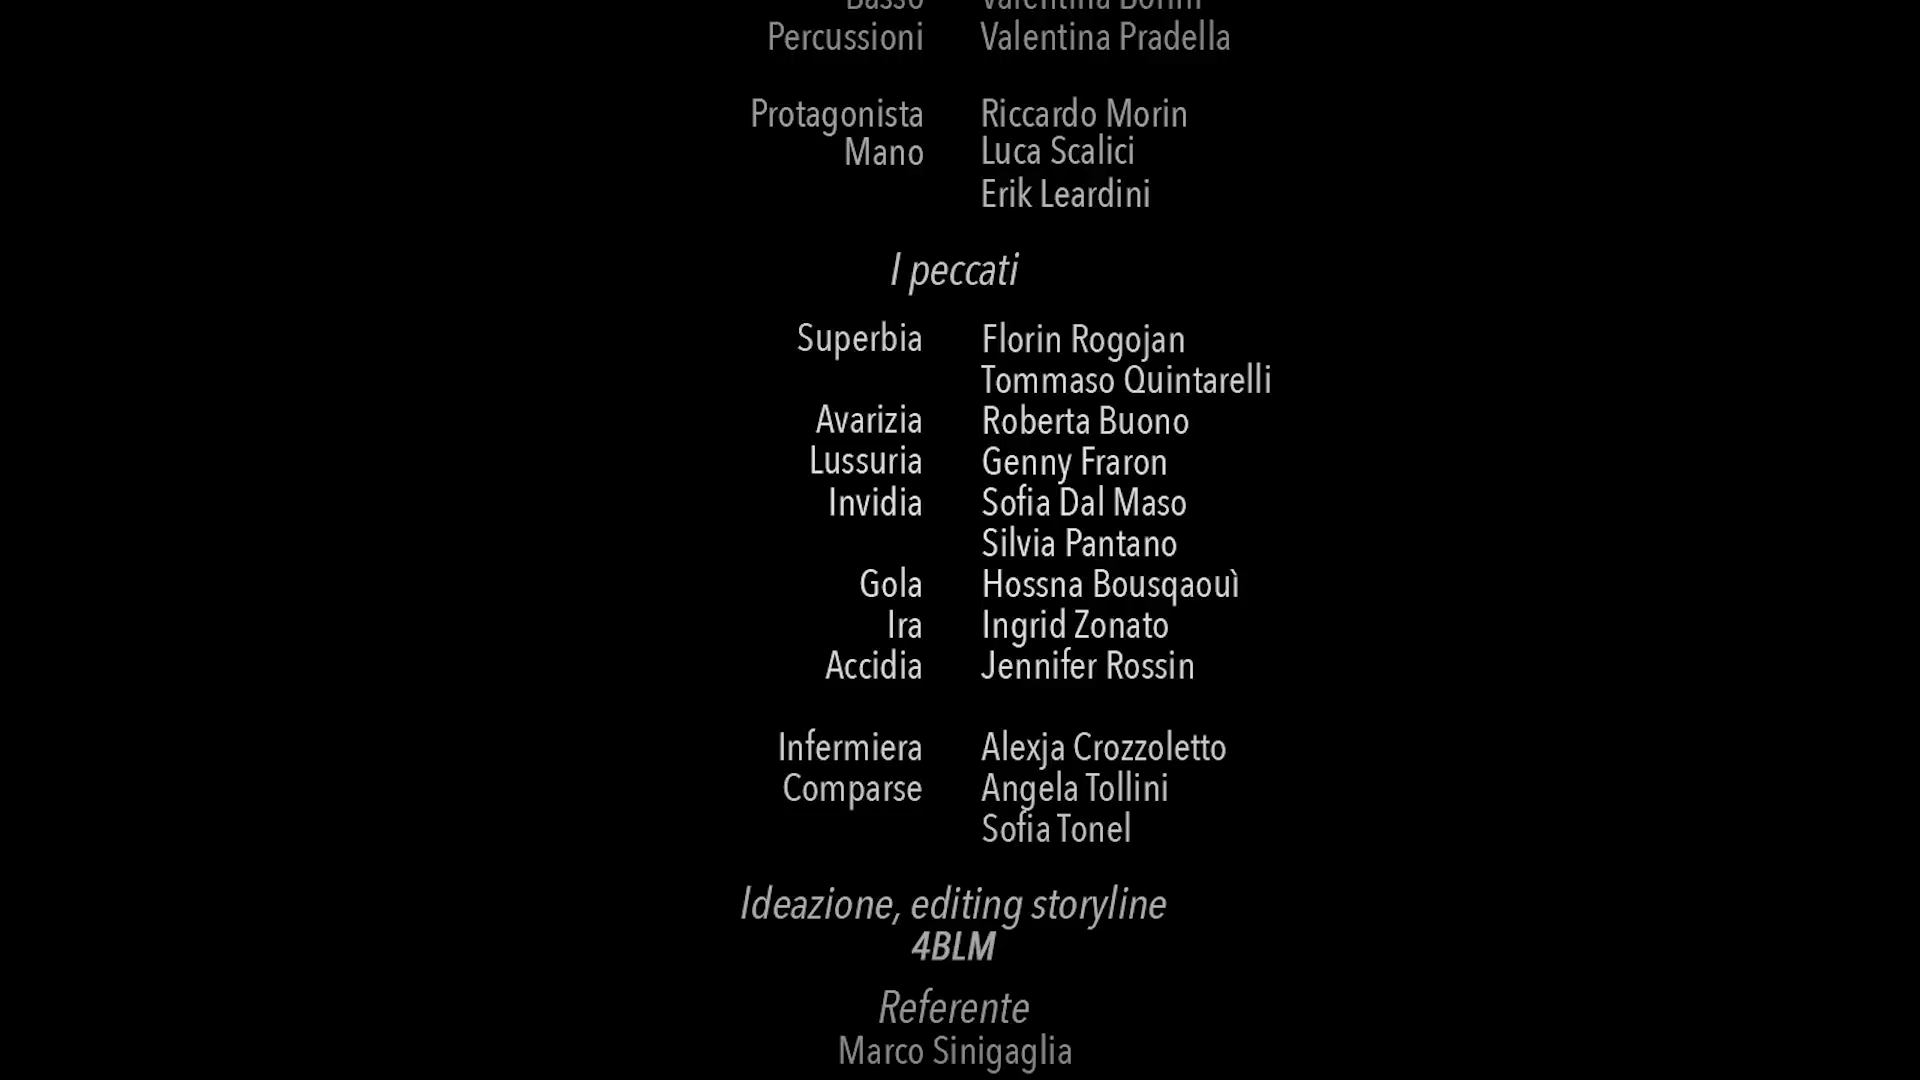 Basso Valentina
Percussioni Valentina Pradella
Protagonista Riccardo Morin
Mano Luca Scalici
Erik Leardini
I peccati
Superbia Florin Rogojan
Tommaso Quintarelli
Avarizia Roberta Buono
Lussuria Genny Fraron
Invidia Sofia Dal Maso
Silvia Pantano
Gola Hossna Bousqaouì
Ira Ingrid Zonato
Accidia Jennifer Rossin
Infermiera Alexja Crozzoletto
Comparse Angela Tollini
Sofia Tonel
Ideazione, editing storyline
4BLM
Referente
Marco Sinigaglia